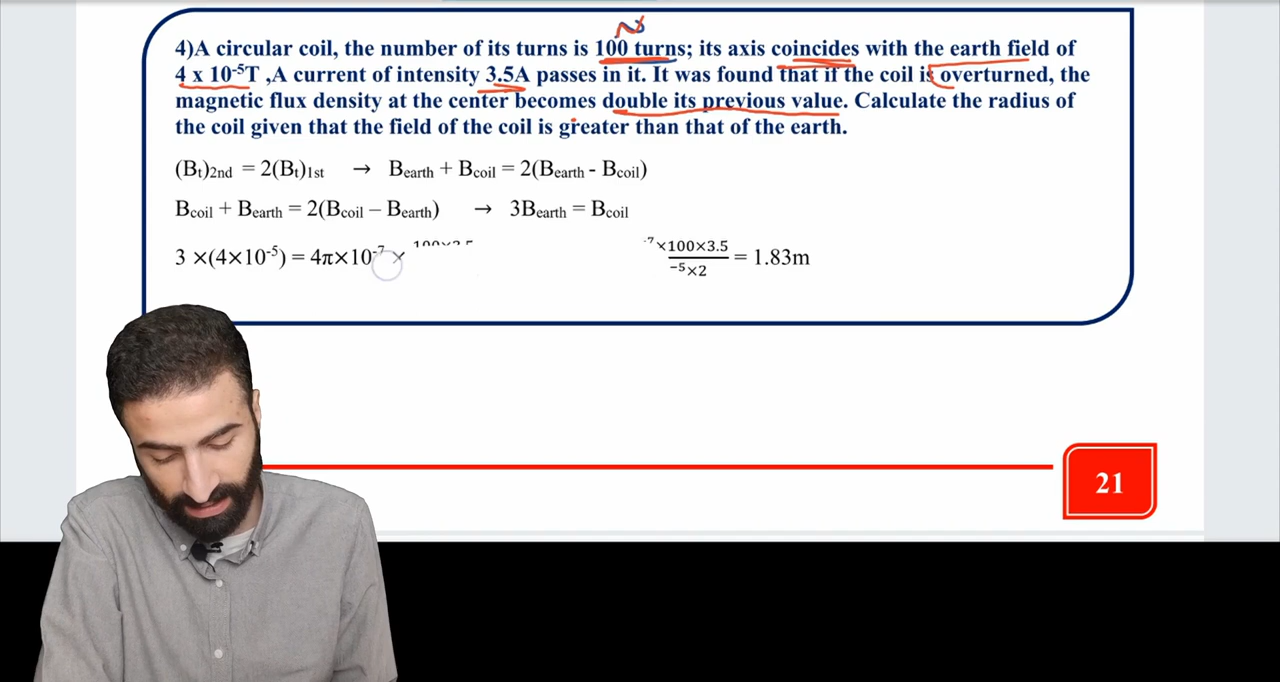 N
4)A circular coil, the number of its turns is 100 turns; its axis coincides with the earth field of
4 x 10⁻⁵T ,A current of intensity 3.5A passes in it. It was found that if the coil is overturned, the
magnetic flux density at the center becomes double its previous value. Calculate the radius of
the coil given that the field of the coil is greater than that of the earth.
(Bₜ)2nd = 2(Bₜ)1st → Bearth + Bcoil = 2(Bearth - Bcoil)
Bcoil + Bearth = 2(Bcoil – Bearth) → 3Bearth = Bcoil
3 ×(4×10⁻⁵) = 4π×10⁻⁷ × ⁻⁷×100×3.5 / ⁻⁵×2 = 1.83m
21